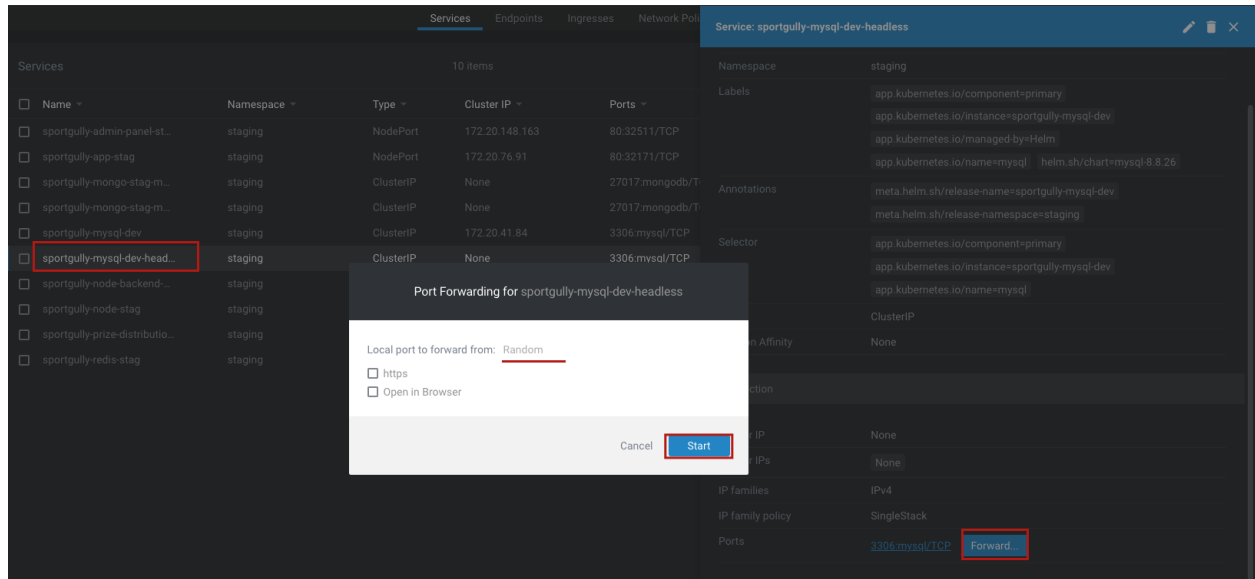 Services Endpoints Ingresses Network Poli
Service: sportgully-mysql-dev-headless
Services 10 items
Name Namespace Type Cluster IP Ports
sportgully-admin-panel-st... staging NodePort 172.20.148.163 80:32511/TCP
sportgully-app-stag staging NodePort 172.20.76.91 80:32171/TCP
sportgully-mongo-stag-m... staging ClusterIP None 27017:mongodb/T
sportgully-mongo-stag-m... staging ClusterIP None 27017:mongodb/T
sportgully-mysql-dev staging ClusterIP 172.20.41.84 3306:mysql/TCP
sportgully-mysql-dev-head... staging ClusterIP None 3306:mysql/TCP
sportgully-node-backend-... staging
sportgully-node-stag staging
sportgully-prize-distributio... staging
sportgully-redis-stag staging
Port Forwarding for sportgully-mysql-dev-headless
Local port to forward from: Random
https
Open in Browser
Cancel Start
Namespace staging
Labels app.kubernetes.io/component=primary
app.kubernetes.io/instance=sportgully-mysql-dev
app.kubernetes.io/managed-by=Helm
app.kubernetes.io/name=mysql helm.sh/chart=mysql-8.8.26
Annotations meta.helm.sh/release-name=sportgully-mysql-dev
meta.helm.sh/release-namespace=staging
Selector app.kubernetes.io/component=primary
app.kubernetes.io/instance=sportgully-mysql-dev
app.kubernetes.io/name=mysql
ClusterIP
n Affinity None
ction
r IP None
r IPs None
IP families IPv4
IP family policy SingleStack
Ports 3306:mysql/TCP Forward...